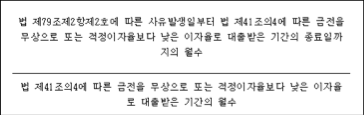 법 제79조제2항제2호에 따른 사유발생일부터 법 제41조의4에 따른 금전을
무상으로 또는 적정이자율보다 낮은 이자율로 대출받은 기간의 종료일까
지의 월수
법 제41조의4에 따른 금전을 무상으로 또는 적정이자율보다 낮은 이자율
로 대출받은 기간의 월수